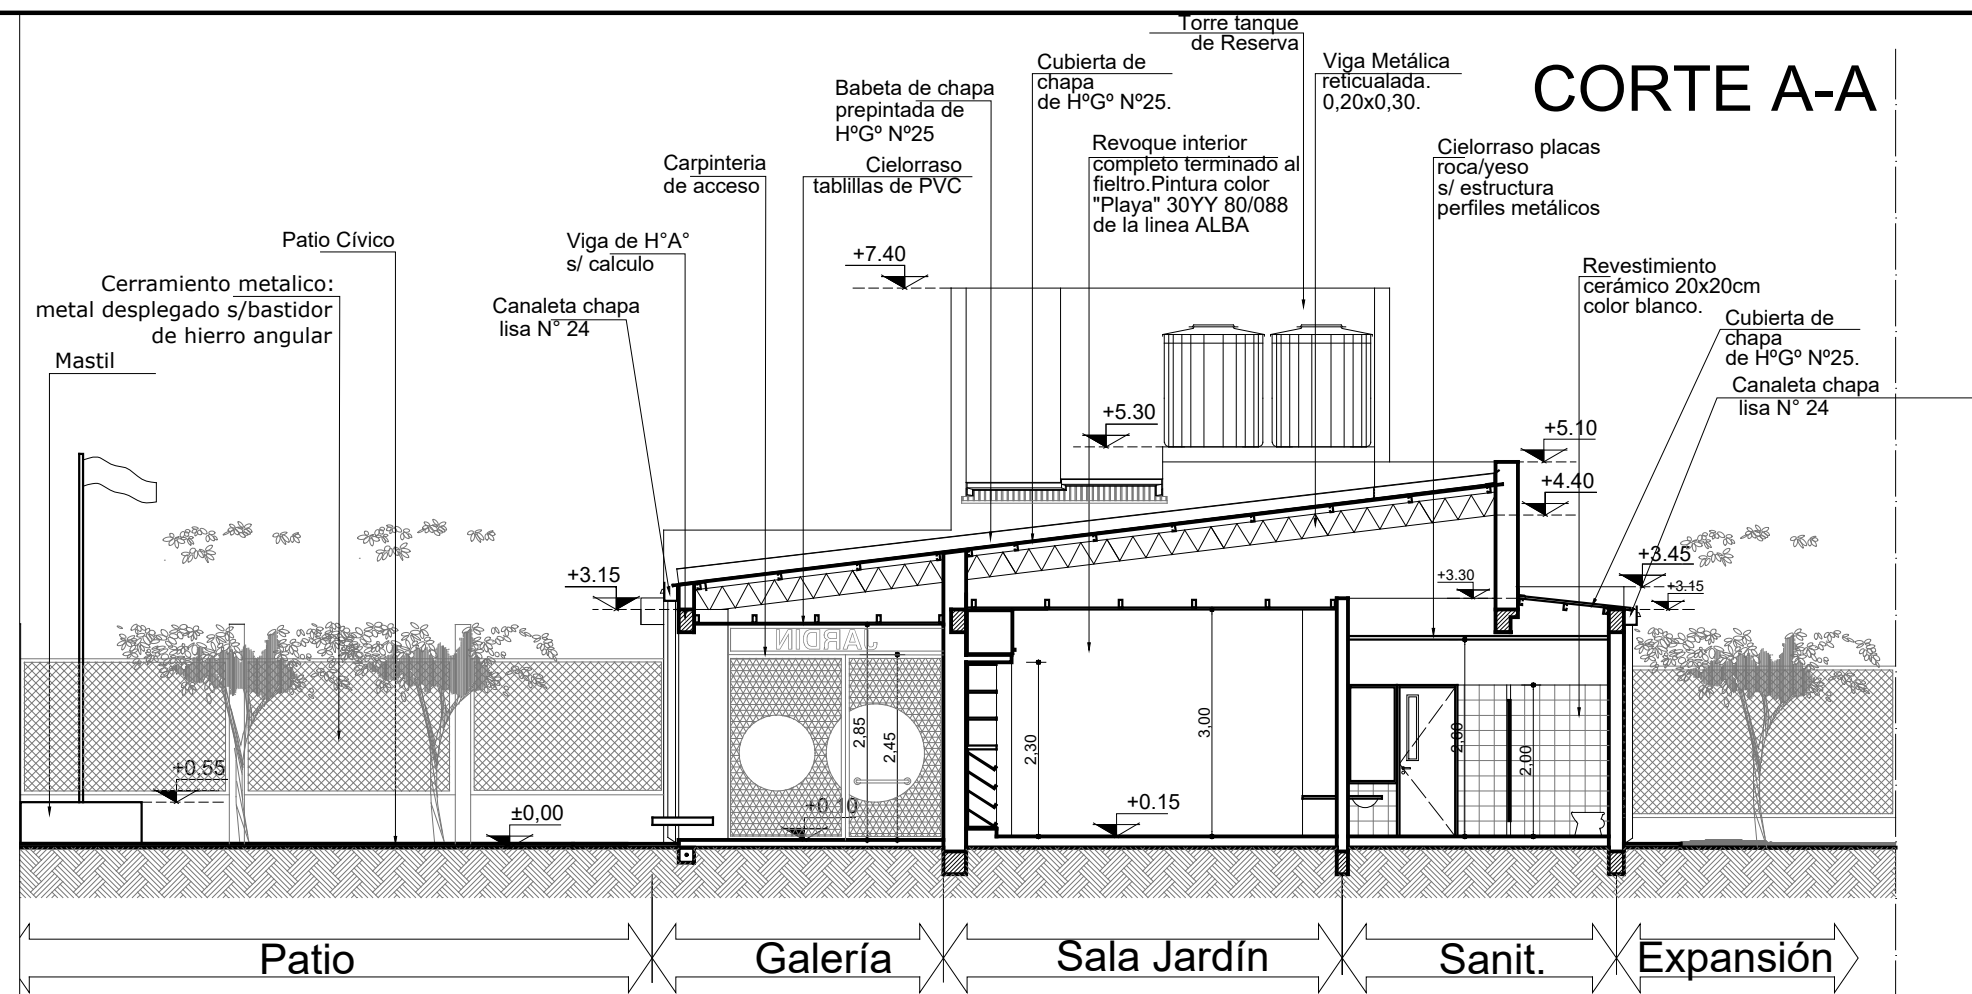 Torre tanque
de Reserva
CORTE A-A
Cubierta de
chapa
de HºGº Nº25.
Viga Metálica
reticualada.
0,20x0,30.
Babeta de chapa
prepintada de
HºGº Nº25
Revoque interior
completo terminado al
fieltro.Pintura color
"Playa" 30YY 80/088
de la linea ALBA
Cielorraso placas
roca/yeso
s/ estructura
perfiles metálicos
Carpinteria
de acceso
Cielorraso
tablillas de PVC
Patio Cívico
Viga de H°A°
s/ calculo
+7.40
Cerramiento metalico:
metal desplegado s/bastidor
de hierro angular
Revestimiento
cerámico 20x20cm
color blanco.
Canaleta chapa
lisa N° 24
Cubierta de
chapa
de HºGº Nº25.
Mastil
Canaleta chapa
lisa N° 24
+5.30
+5.10
+4.40
+3.15
+3.30
+3.45
+3.15
JARDIN
2,85
2,45
2,30
3,00
2,60
2,00
+0,55
±0,00
+0.10
+0.15
Patio
Galería
Sala Jardín
Sanit.
Expansión